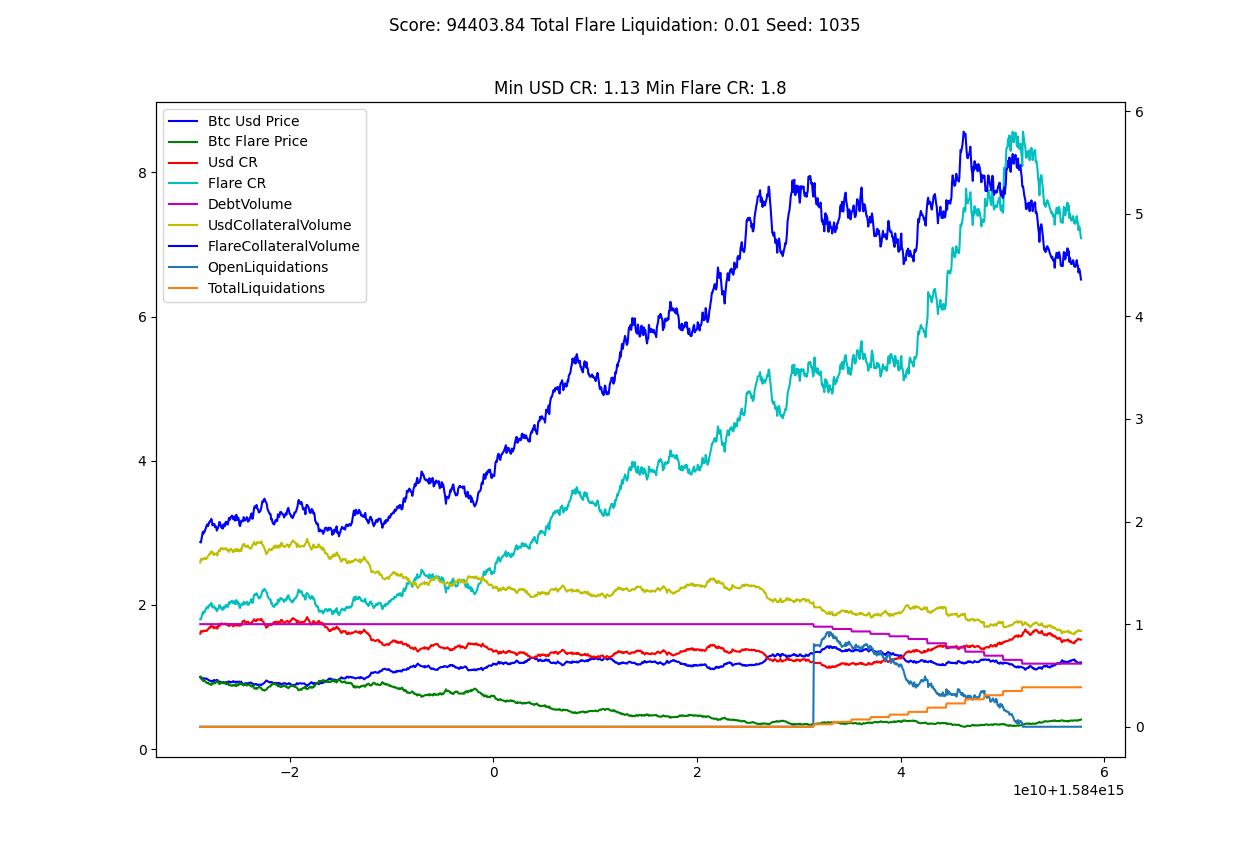 Score: 94403.84 Total Flare Liquidation: 0.01 Seed: 1035
Min USD CR: 1.13 Min Flare CR: 1.8
Btc Usd Price
Btc Flare Price
Usd CR
Flare CR
DebtVolume
UsdCollateralVolume
FlareCollateralVolume
OpenLiquidations
TotalLiquidations
8
6
4
2
0
6
5
4
3
2
1
0
−2
0
2
4
6
1e10+1.584e15